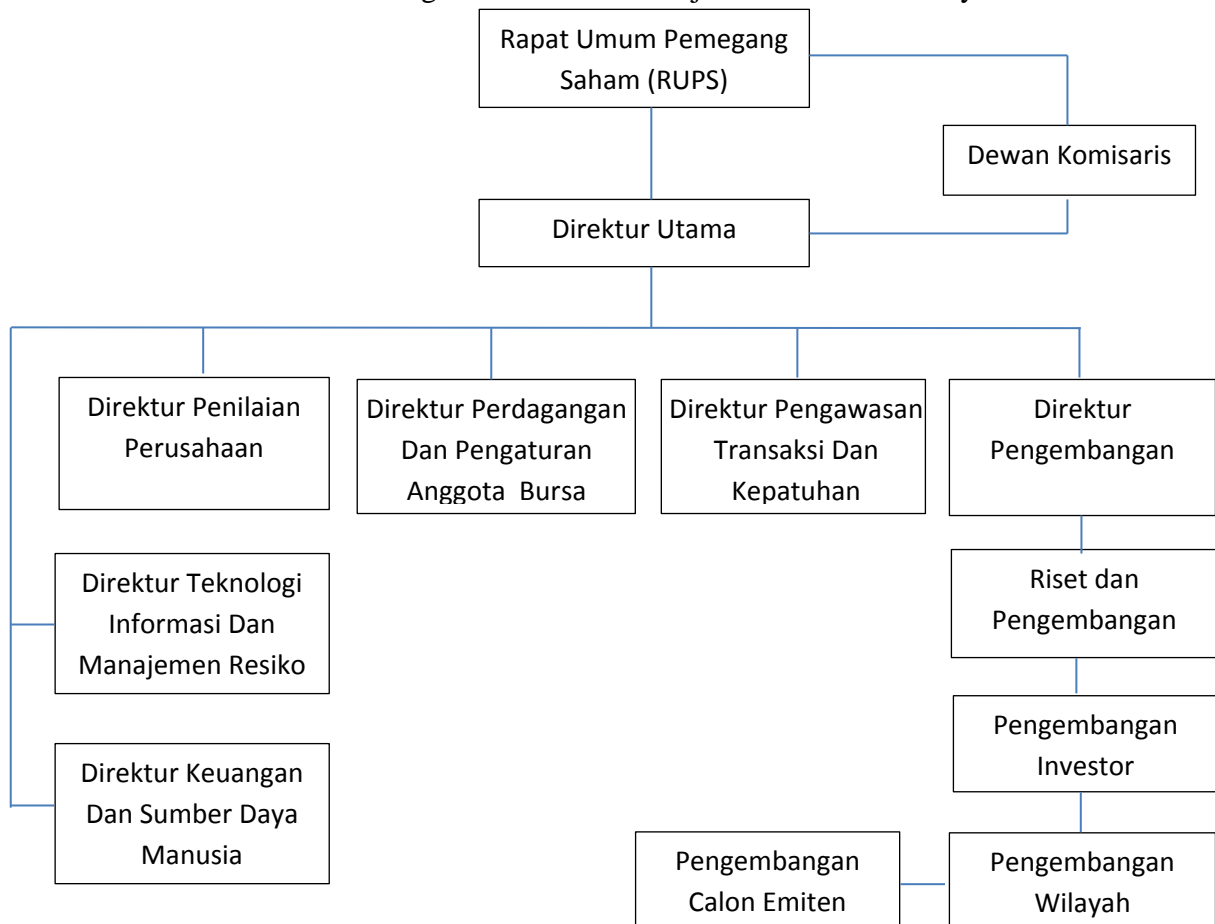 Rapat Umum Pemegang
Saham (RUPS)
Dewan Komisaris
Direktur Utama
Direktur Penilaian
Perusahaan
Direktur Perdagangan
Dan Pengaturan
Anggota Bursa
Direktur Pengawasan
Transaksi Dan
Kepatuhan
Direktur
Pengembangan
Direktur Teknologi
Informasi Dan
Manajemen Resiko
Riset dan
Pengembangan
Pengembangan
Investor
Direktur Keuangan
Dan Sumber Daya
Manusia
Pengembangan
Calon Emiten
Pengembangan
Wilayah